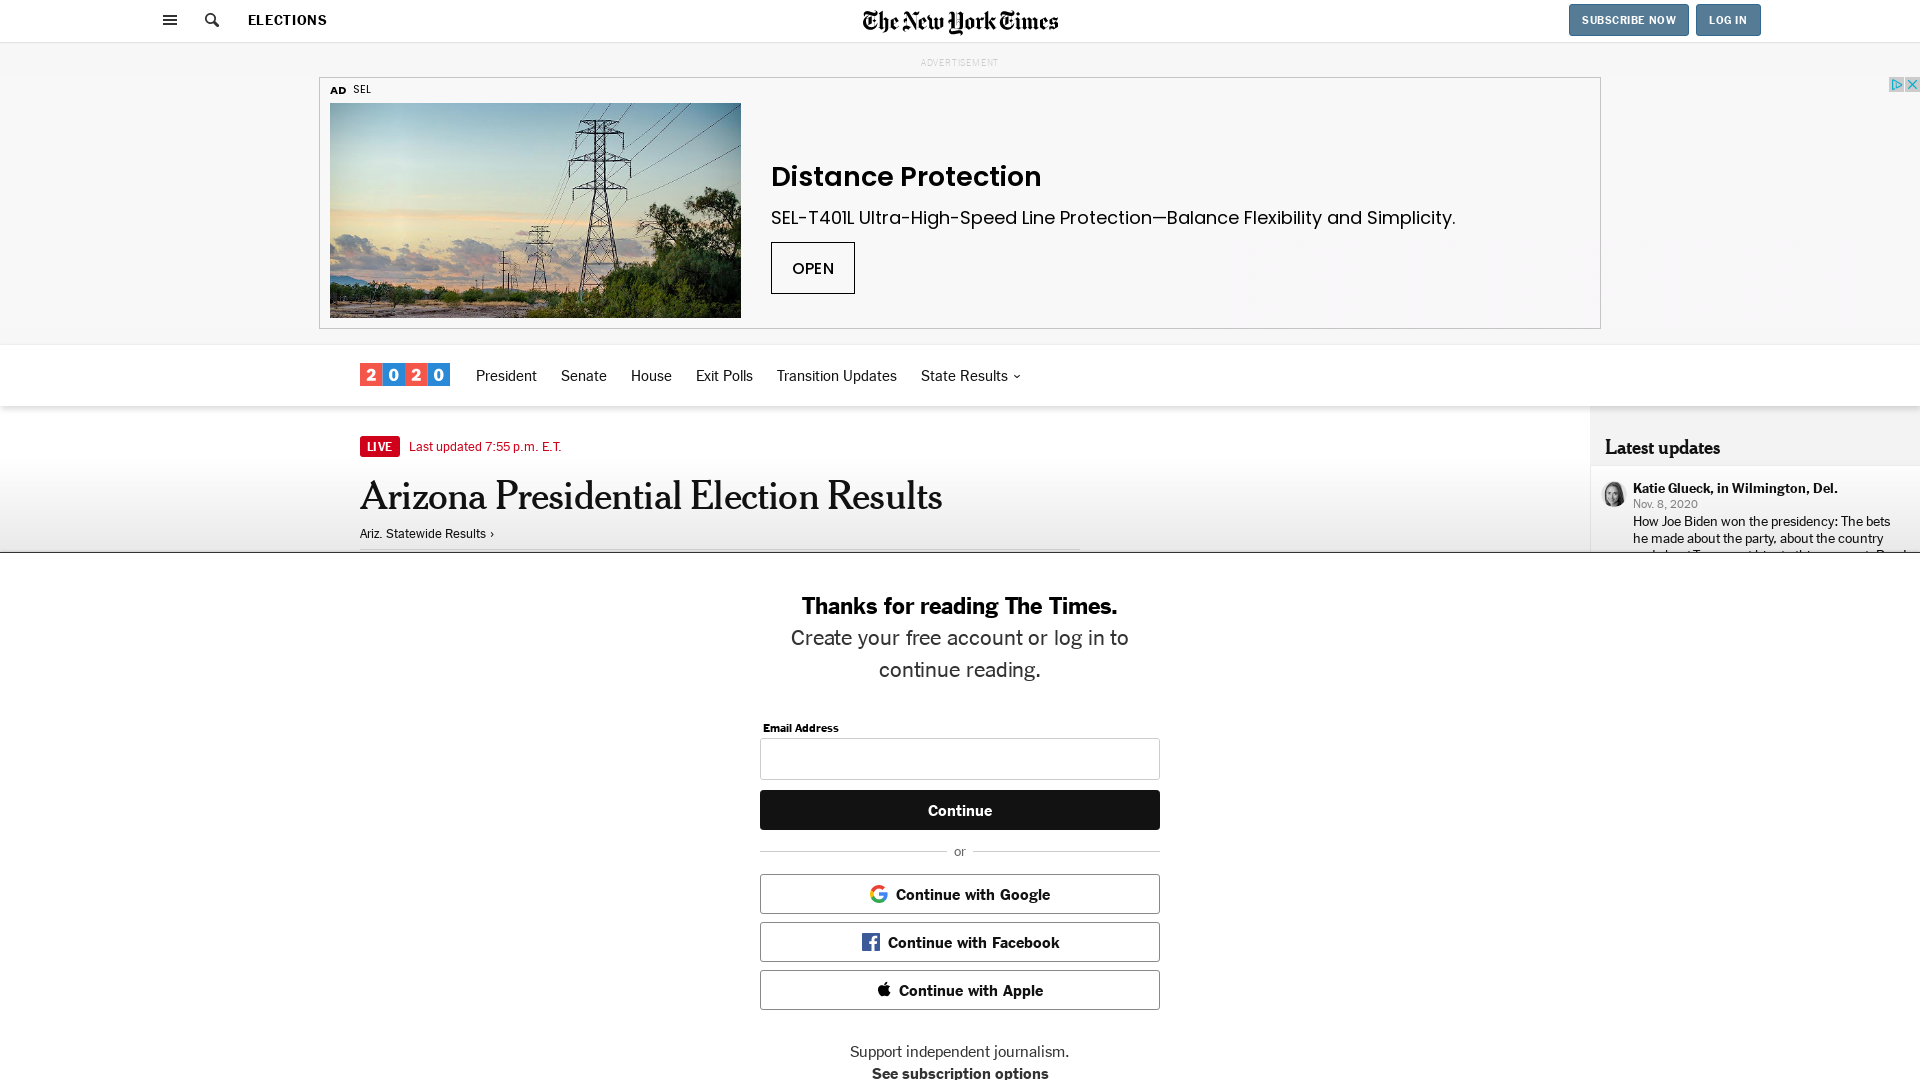 ELECTIONS
The New York Times
SUBSCRIBE NOW
LOG IN
ADVERTISEMENT
AD SEL
Distance Protection
SEL-T401L Ultra-High-Speed Line Protection—Balance Flexibility and Simplicity.
OPEN
2020
President
Senate
House
Exit Polls
Transition Updates
State Results
LIVE
Last updated 7:55 p.m. E.T.
Arizona Presidential Election Results
Ariz. Statewide Results ›
Latest updates
Katie Glueck, in Wilmington, Del.
Nov. 8, 2020
How Joe Biden won the presidency: The bets
he made about the party, about the country
Thanks for reading The Times.
Create your free account or log in to
continue reading.
Email Address
Continue
or
Continue with Google
Continue with Facebook
Continue with Apple
Support independent journalism.
See subscription options